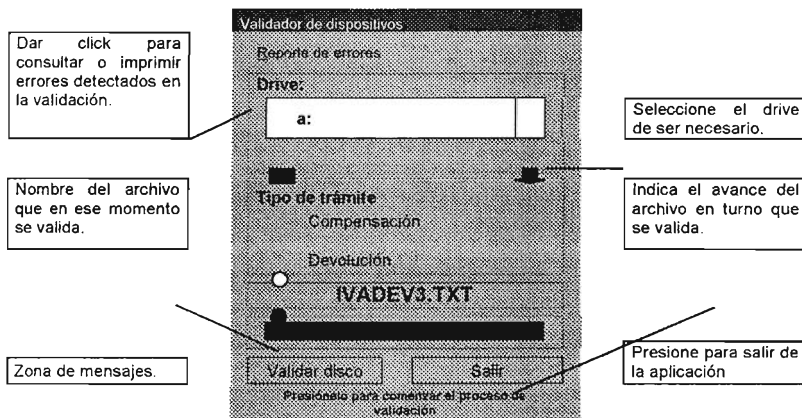 Validador de dispositivos
Dar click para
consultar o imprimir
errores detectados en
la validación.
Reporte de errores
Drive:
a:
Seleccione el drive
de ser necesario.
Nombre del archivo
que en ese momento
se valida.
Tipo de trámite
Compensación
Devolución
Indica el avance del
archivo en turno que
se valida.
IVADEV3.TXT
Zona de mensajes.
Validar disco
Salir
Presione para salir de
la aplicación
Presiónelo para comenzar el proceso de
validación